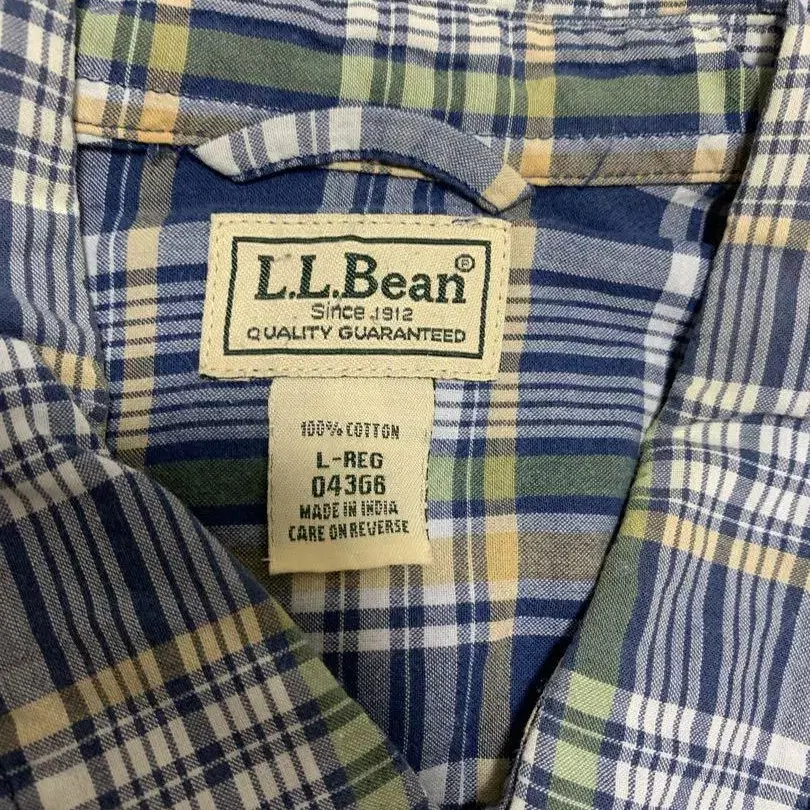 L.L.Bean®
Since 1912
QUALITY GUARANTEED
100% COTTON
L-REG
043G6
MADE IN INDIA
CARE ON REVERSE